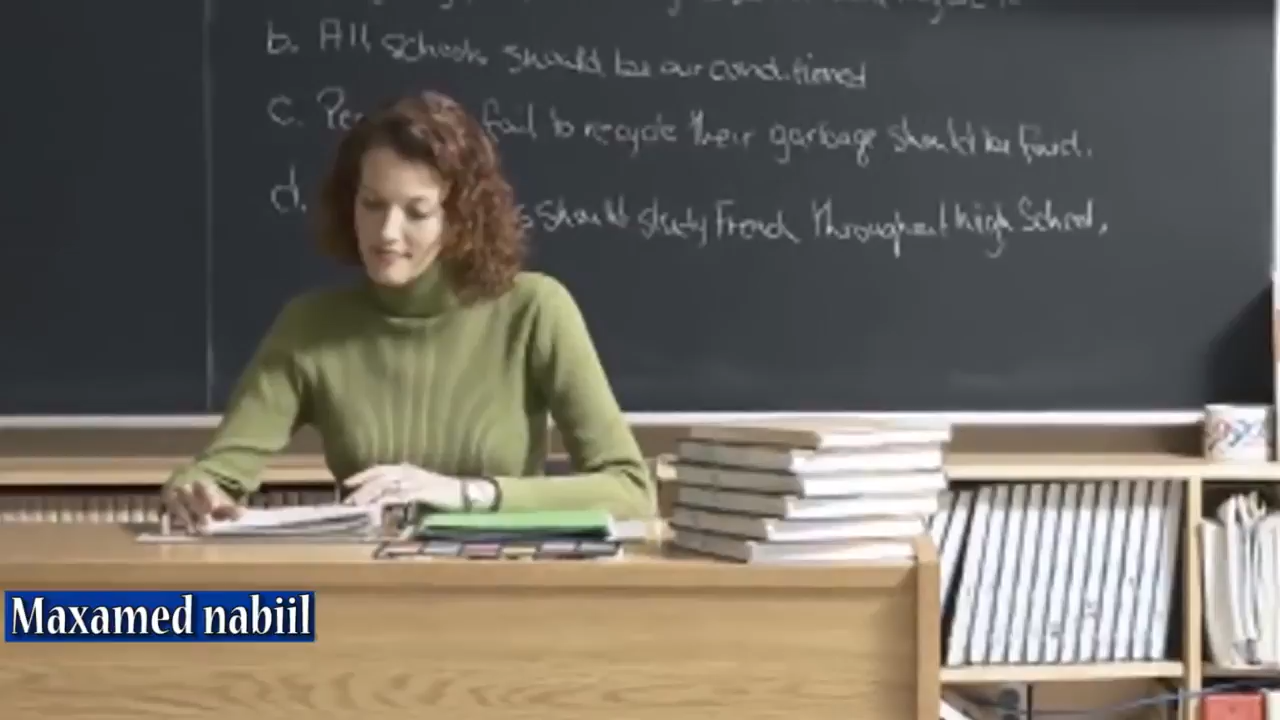 b. All schools should be air conditioned
c. fail to recycle their garbage should be fined.
d. should study French throughout high School.
Maxamed nabiil